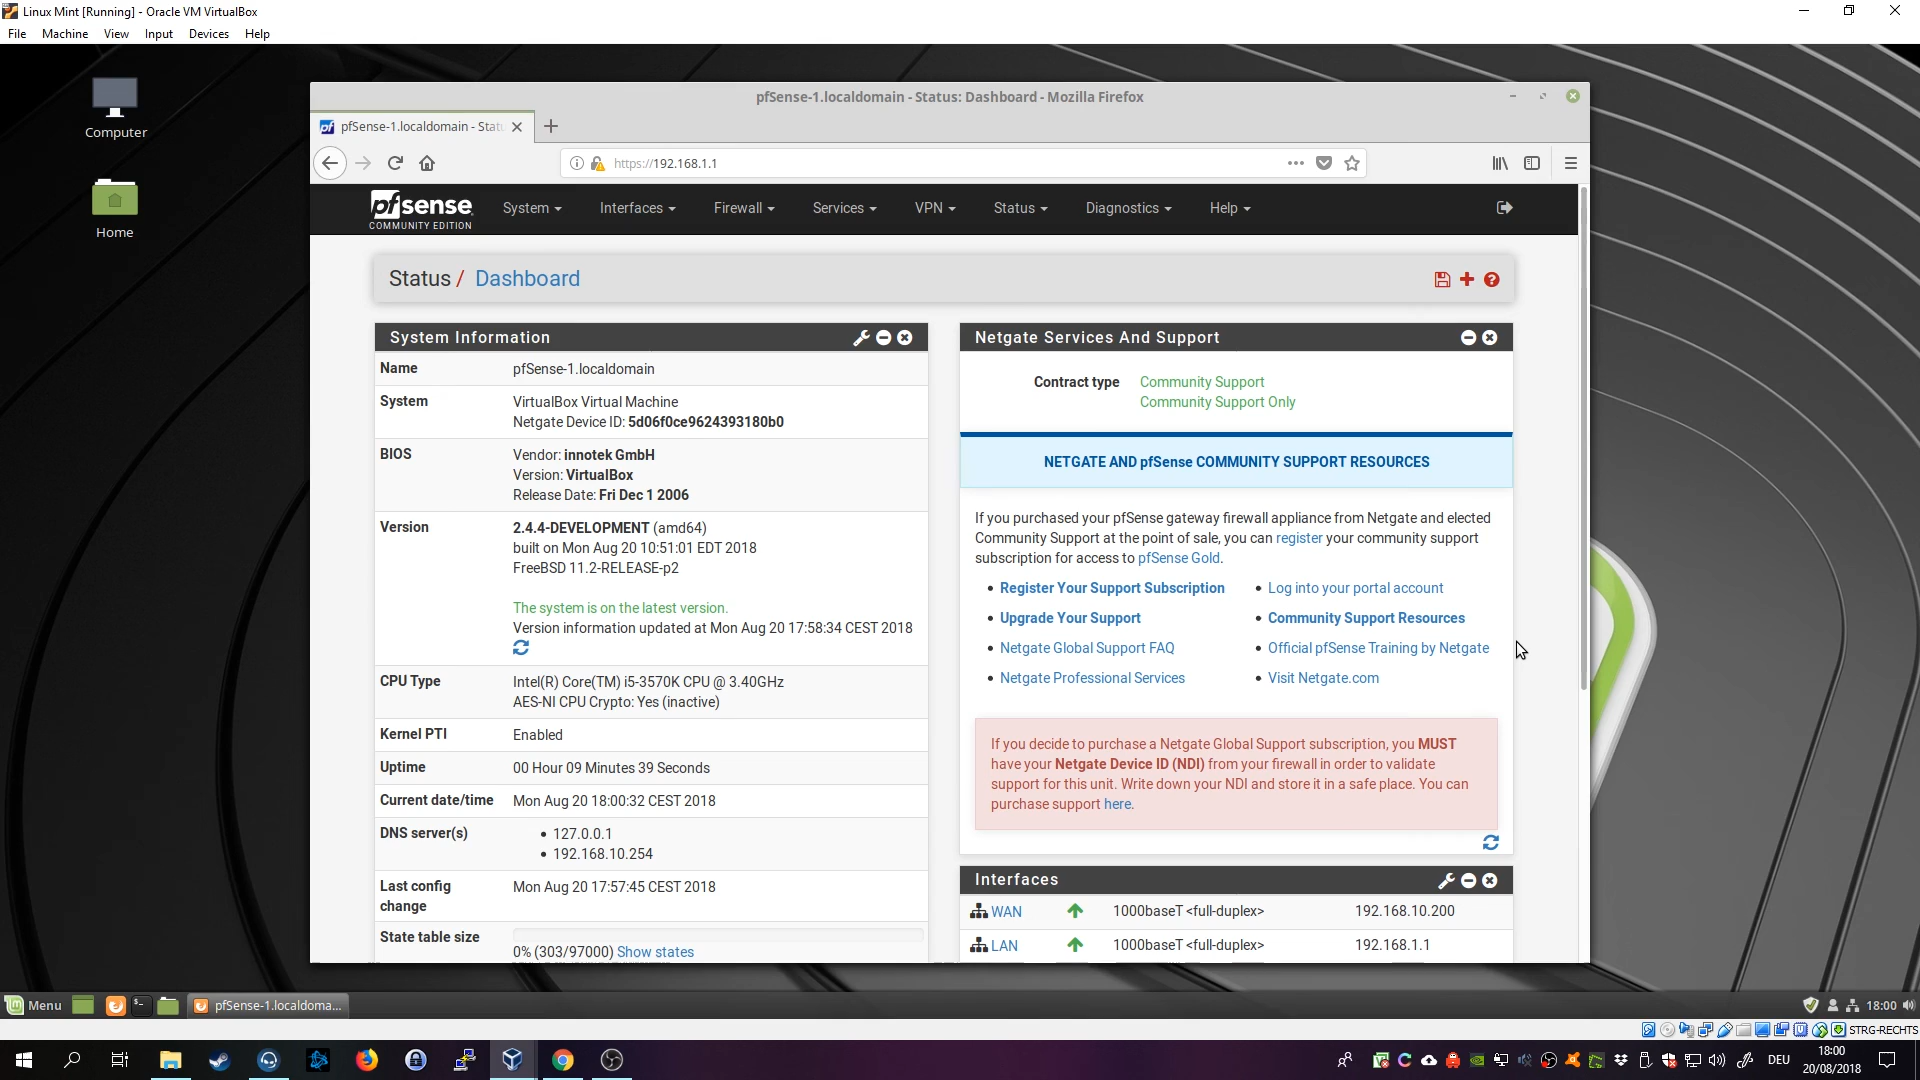 Linux Mint [Running] - Oracle VM VirtualBox
File Machine View Input Devices Help
Computer
Home
pfSense-1.localdomain - Status: Dashboard - Mozilla Firefox
pf pfSense-1.localdomain - Statu
https://192.168.1.1
pfsense
COMMUNITY EDITION
System Interfaces Firewall Services VPN Status Diagnostics Help
Status / Dashboard
System Information
Name pfSense-1.localdomain
System VirtualBox Virtual Machine
Netgate Device ID: 5d06f0ce9624393180b0
BIOS Vendor: innotek GmbH
Version: VirtualBox
Release Date: Fri Dec 1 2006
Version 2.4.4-DEVELOPMENT (amd64)
built on Mon Aug 20 10:51:01 EDT 2018
FreeBSD 11.2-RELEASE-p2
The system is on the latest version.
Version information updated at Mon Aug 20 17:58:34 CEST 2018
CPU Type Intel(R) Core(TM) i5-3570K CPU @ 3.40GHz
AES-NI CPU Crypto: Yes (inactive)
Kernel PTI Enabled
Uptime 00 Hour 09 Minutes 39 Seconds
Current date/time Mon Aug 20 18:00:32 CEST 2018
DNS server(s) • 127.0.0.1
• 192.168.10.254
Last config change Mon Aug 20 17:57:45 CEST 2018
State table size
0% (303/97000) Show states
Netgate Services And Support
Contract type Community Support
Community Support Only
NETGATE AND pfSense COMMUNITY SUPPORT RESOURCES
If you purchased your pfSense gateway firewall appliance from Netgate and elected
Community Support at the point of sale, you can register your community support
subscription for access to pfSense Gold.
• Register Your Support Subscription
• Upgrade Your Support
• Netgate Global Support FAQ
• Netgate Professional Services
• Log into your portal account
• Community Support Resources
• Official pfSense Training by Netgate
• Visit Netgate.com
If you decide to purchase a Netgate Global Support subscription, you MUST
have your Netgate Device ID (NDI) from your firewall in order to validate
support for this unit. Write down your NDI and store it in a safe place. You can
purchase support here.
Interfaces
WAN 1000baseT <full-duplex> 192.168.10.200
LAN 1000baseT <full-duplex> 192.168.1.1
Menu pfSense-1.localdoma... 18:00
STRG-RECHTS
DEU 18:00
20/08/2018